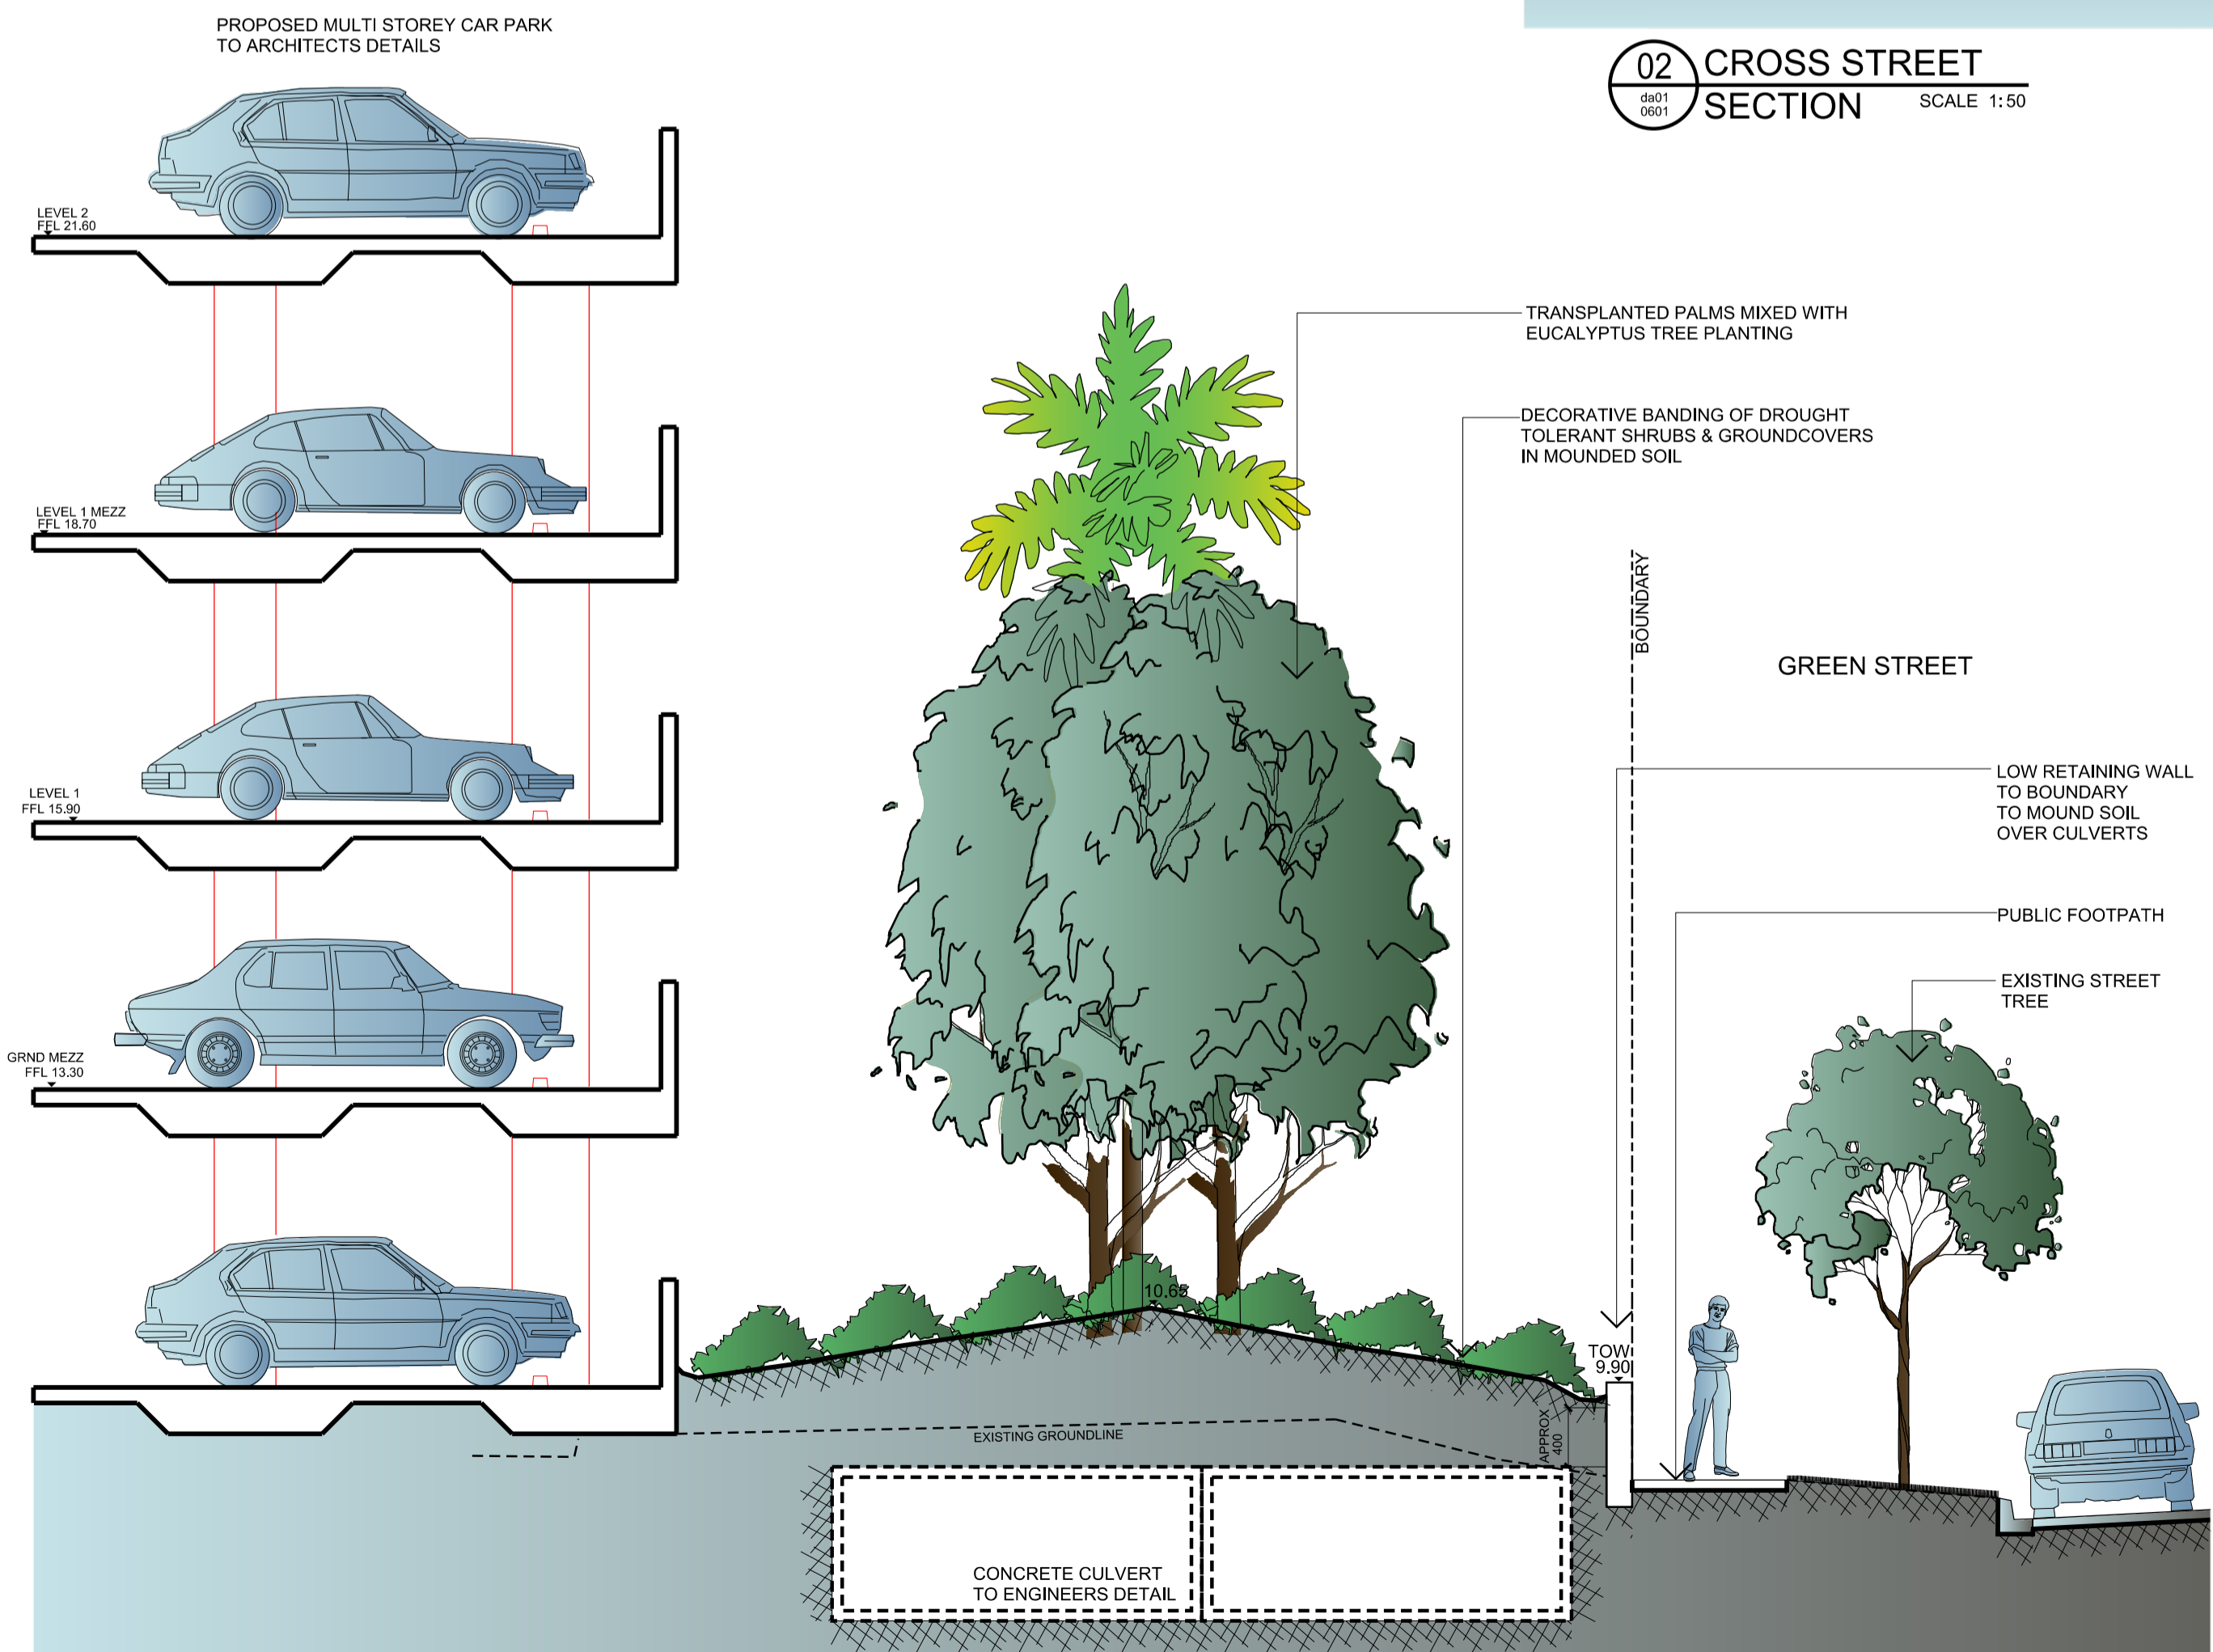 PROPOSED MULTI STOREY CAR PARK
TO ARCHITECTS DETAILS
02
da01
0601
CROSS STREET
SECTION
SCALE 1:50
LEVEL 2
FFL 21.60
TRANSPLANTED PALMS MIXED WITH
EUCALYPTUS TREE PLANTING
DECORATIVE BANDING OF DROUGHT
TOLERANT SHRUBS & GROUNDCOVERS
IN MOUNDED SOIL
LEVEL 1 MEZZ
FFL 18.70
BOUNDARY
GREEN STREET
LOW RETAINING WALL
TO BOUNDARY
TO MOUND SOIL
OVER CULVERTS
LEVEL 1
FFL 15.90
PUBLIC FOOTPATH
EXISTING STREET
TREE
GRND MEZZ
FFL 13.30
10.65
TOW
9.90
APPROX
400
EXISTING GROUNDLINE
CONCRETE CULVERT
TO ENGINEERS DETAIL